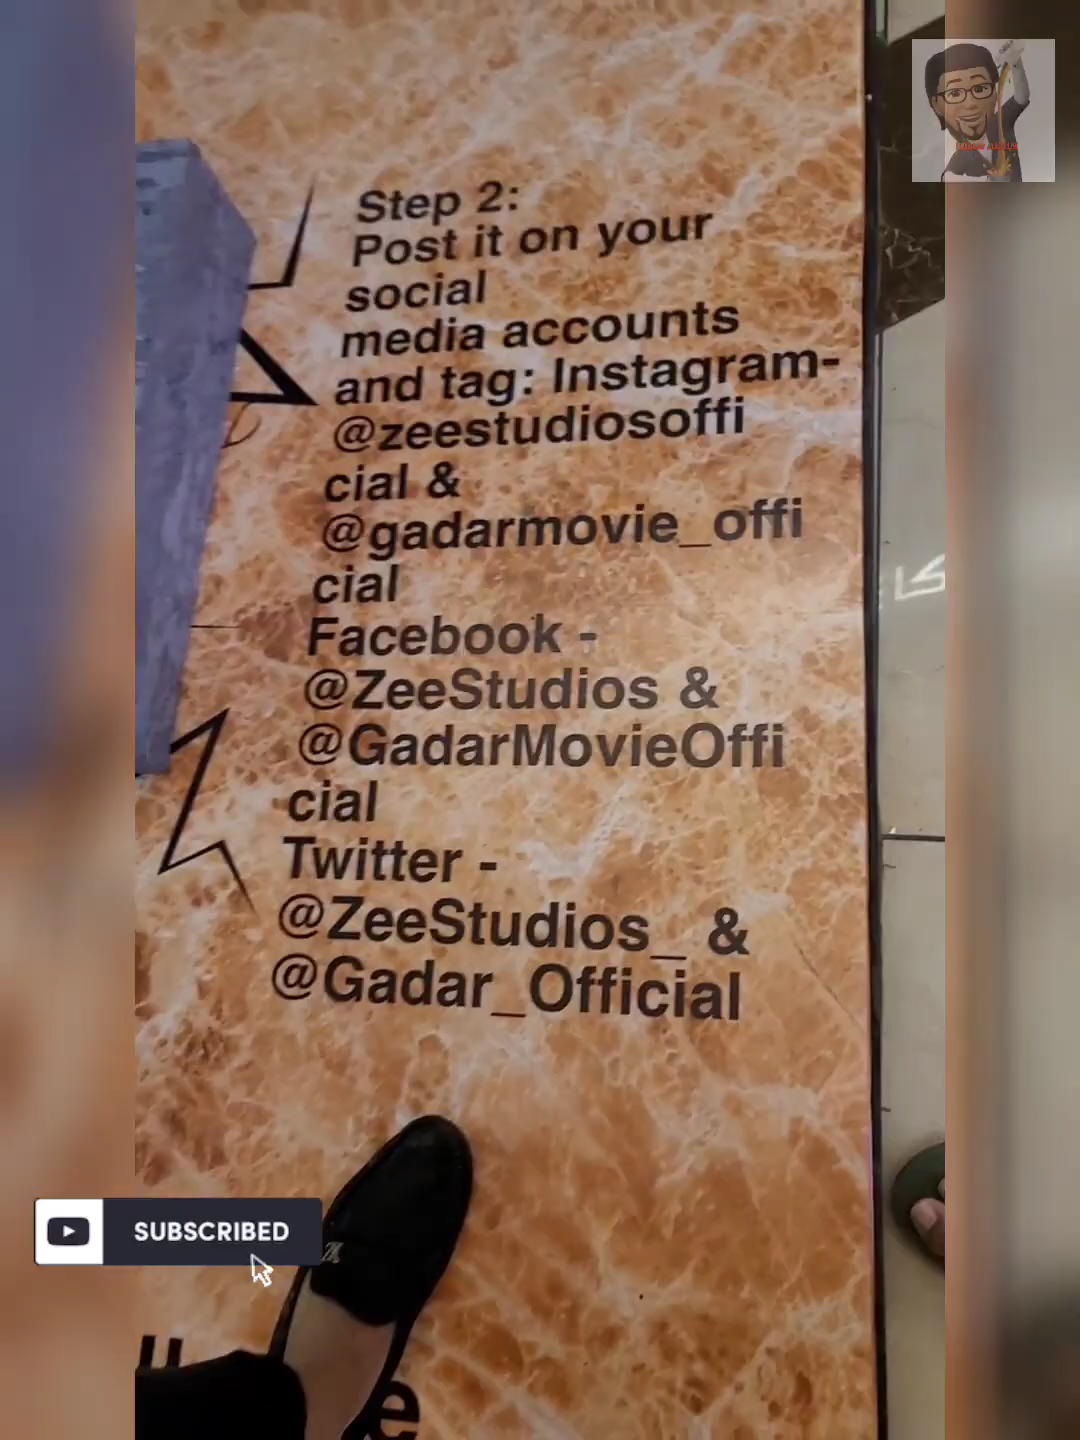 Step 2:
Post it on your
social
media accounts
and tag: Instagram-
@zeestudiosoffi
cial &
@gadarmovie_offi
cial
Facebook -
@ZeeStudios &
@GadarMovieOffi
cial
Twitter -
@ZeeStudios_ &
@Gadar_Official
SUBSCRIBED